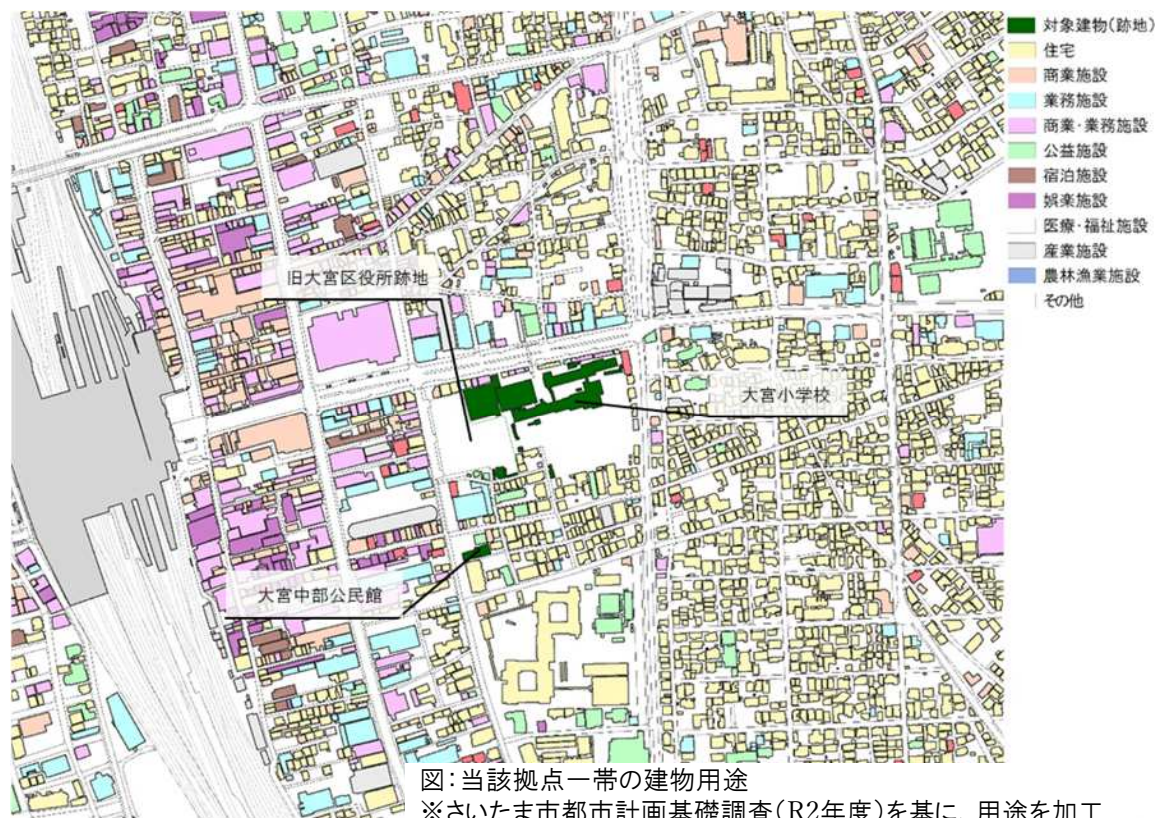 対象建物(跡地)
住宅
商業施設
業務施設
商業・業務施設
公益施設
宿泊施設
娯楽施設
医療・福祉施設
産業施設
農林漁業施設
その他
旧大宮区役所跡地
大宮小学校
大宮中部公民館
図:当該拠点一帯の建物用途
※さいたま市都市計画基礎調査(R2年度)を基に、用途を加工